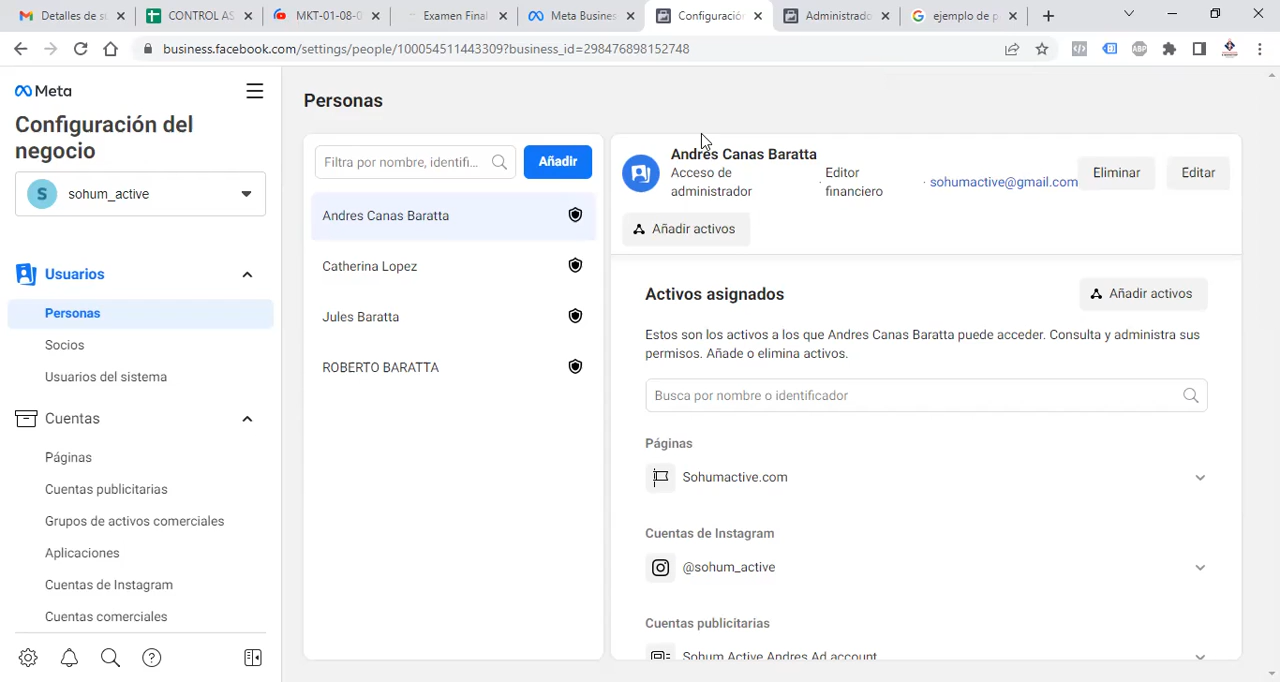 Detalles de si
CONTROL AS
MKT-01-08-0
Examen Final
Meta Busines
Configuración
Administrado
ejemplo de p
business.facebook.com/settings/people/100054511443309?business_id=298476898152748
ABP
Meta
Configuración del
negocio
S
sohum_active
Usuarios
Personas
Socios
Usuarios del sistema
Cuentas
Páginas
Cuentas publicitarias
Grupos de activos comerciales
Aplicaciones
Cuentas de Instagram
Cuentas comerciales
Personas
Filtra por nombre, identifi...
Añadir
Andres Canas Baratta
Catherina Lopez
Jules Baratta
ROBERTO BARATTA
Andres Canas Baratta
Acceso de
administrador
· Editor
financiero
· sohumactive@gmail.com
Eliminar
Editar
Añadir activos
Activos asignados
Añadir activos
Estos son los activos a los que Andres Canas Baratta puede acceder. Consulta y administra sus
permisos. Añade o elimina activos.
Busca por nombre o identificador
Páginas
Sohumactive.com
Cuentas de Instagram
@sohum_active
Cuentas publicitarias
Sohum Active Andres Ad account